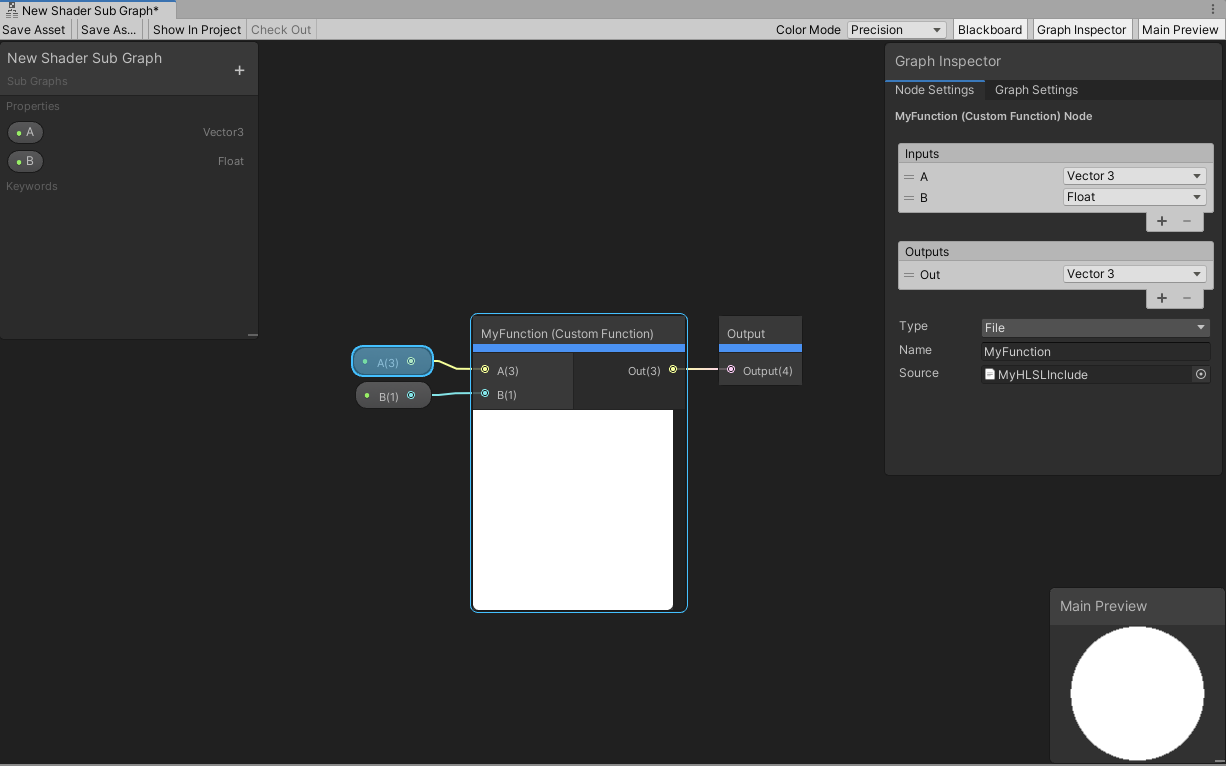 New Shader Sub Graph*
Save Asset Save As... Show In Project Check Out Color Mode Precision Blackboard Graph Inspector Main Preview
New Shader Sub Graph
Sub Graphs
Properties
A Vector3
B Float
Keywords
Graph Inspector
Node Settings Graph Settings
MyFunction (Custom Function) Node
Inputs
A Vector 3
B Float
+ −
Outputs
Out Vector 3
+ −
Type File
Name MyFunction
Source MyHLSLInclude
A(3)
B(1)
MyFunction (Custom Function)
A(3) Out(3)
B(1)
Output
Output(4)
Main Preview